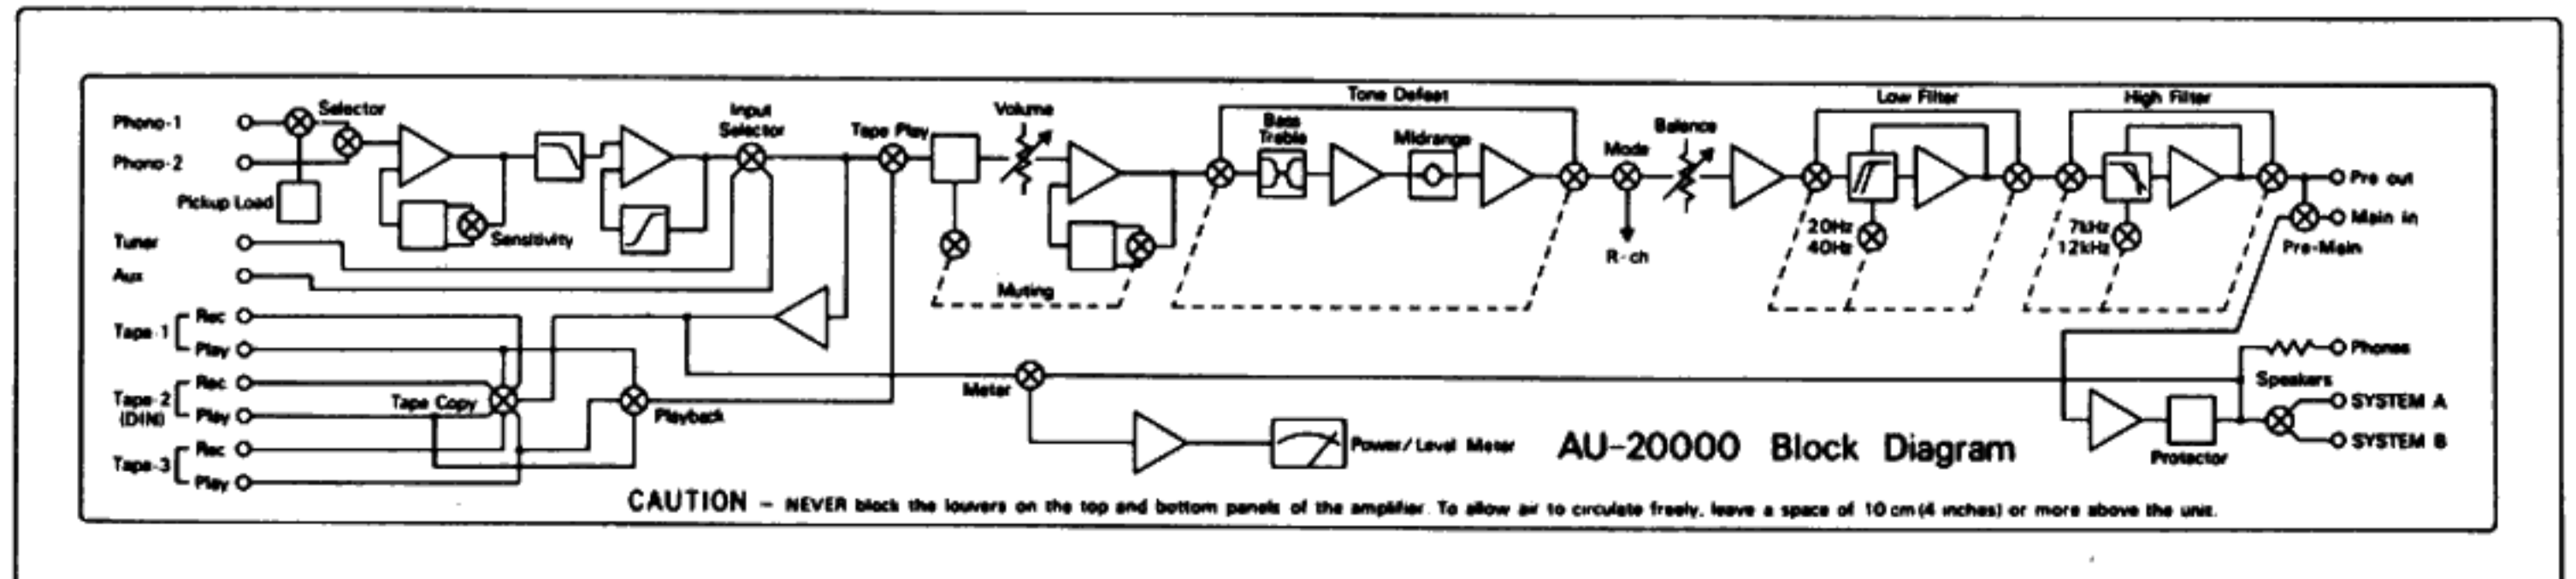 Phono-1
Phono-2
Selector
Pickup Load
Sensitivity
Tuner
Aux
Input
Selector
Tape Play
Volume
Muting
Tone Defeat
Bass
Treble
Midrange
Mode
R-ch
Balance
Low Filter
20Hz
40Hz
High Filter
7kHz
12kHz
Pre out
Main in
Pre-Main
Tape-1
Rec
Play
Tape-2
(DIN)
Rec
Play
Tape-3
Rec
Play
Tape Copy
Playback
Meter
Power/Level Meter
Phones
Speakers
SYSTEM A
SYSTEM B
Protector
AU-20000 Block Diagram
CAUTION – NEVER block the louvers on the top and bottom panels of the amplifier. To allow air to circulate freely, leave a space of 10 cm (4 inches) or more above the unit.